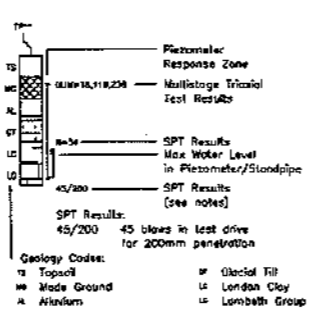 Piezometer
Response Zone
TS
MG
Multistage Triaxial
Test Results
AL
GT
N=34
SPT Results
LC
Max Water Level
in Piezometer/Standpipe
LG
45/200
SPT Results
(see notes)
SPT Results:
45/200 45 blows in test drive
for 200mm penetration
Geology Codes:
TS Topsoil
Glacial Till
MG Made Ground
LC London Clay
AL Alluvium
LG Lambeth Group